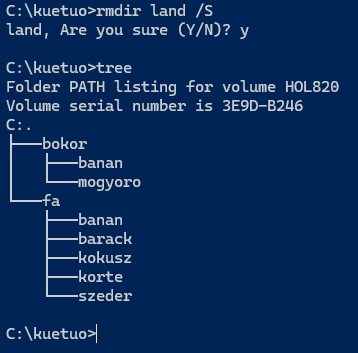 C:\kuetuo>rmdir land /S
land, Are you sure (Y/N)? y
C:\kuetuo>tree
Folder PATH listing for volume HOL820
Volume serial number is 3E9D-B246
C:.
├───bokor
│   ├───banan
│   └───mogyoro
└───fa
    ├───banan
    ├───barack
    ├───kokusz
    ├───korte
    └───szeder
C:\kuetuo>